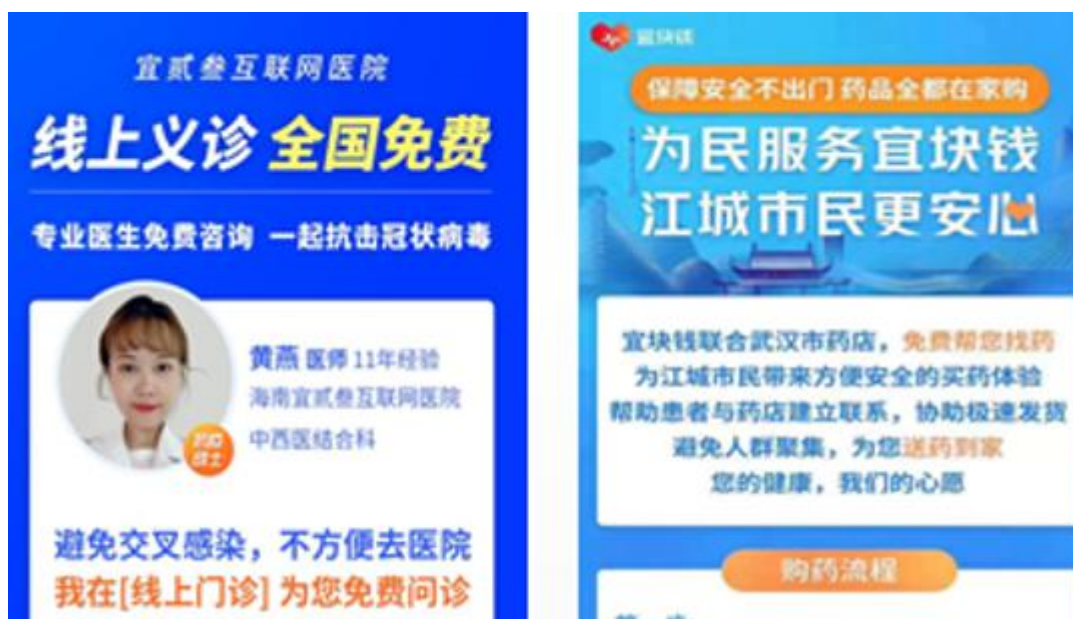 宜贰叁互联网医院
线上义诊 全国免费
专业医生免费咨询 一起抗击冠状病毒
黄燕 医师 11年经验
海南宜贰叁互联网医院
中西医结合科
避免交叉感染，不方便去医院
我在[线上门诊] 为您免费问诊
宜块钱
保障安全不出门 药品全都在家购
为民服务宜块钱
江城市民更安心
宜块钱联合武汉市药店，免费帮您找药
为江城市民带来方便安全的买药体验
帮助患者与药店建立联系，协助极速发货
避免人群聚集，为您送药到家
您的健康，我们的心愿
购药流程